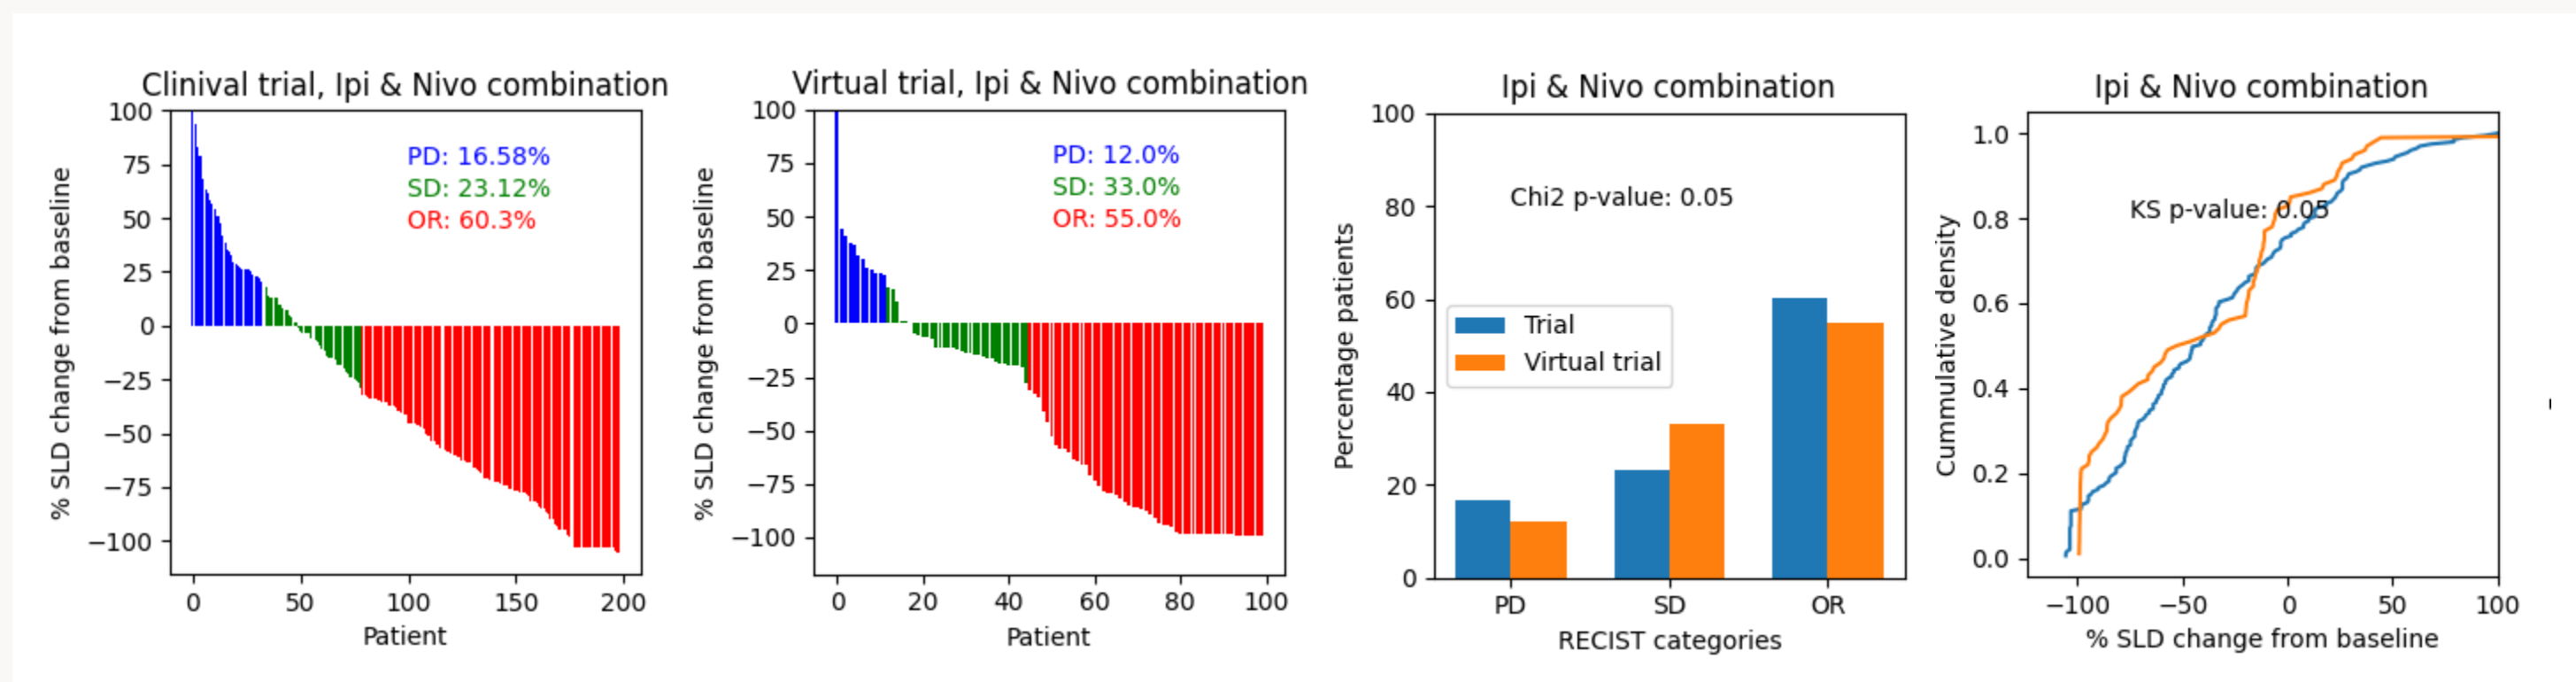 Clinival trial, Ipi & Nivo combination
% SLD change from baseline
100
75
50
25
0
−25
−50
−75
−100
PD: 16.58%
SD: 23.12%
OR: 60.3%
0 50 100 150 200
Patient
Virtual trial, Ipi & Nivo combination
% SLD change from baseline
100
75
50
25
0
−25
−50
−75
−100
PD: 12.0%
SD: 33.0%
OR: 55.0%
0 20 40 60 80 100
Patient
Ipi & Nivo combination
Percentage patients
100
80
60
40
20
0
Chi2 p-value: 0.05
Trial
Virtual trial
PD SD OR
RECIST categories
Ipi & Nivo combination
Cummulative density
1.0
0.8
0.6
0.4
0.2
0.0
KS p-value: 0.05
−100 −50 0 50 100
% SLD change from baseline